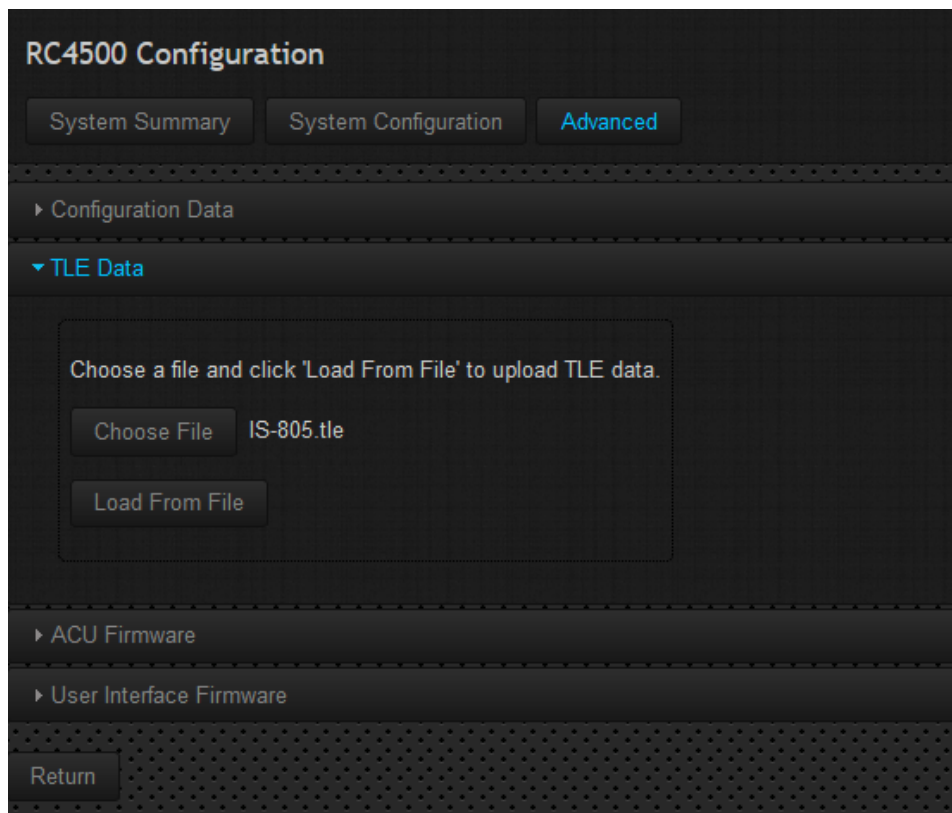 RC4500 Configuration
System Summary System Configuration Advanced
Configuration Data
TLE Data
Choose a file and click 'Load From File' to upload TLE data.
Choose File IS-805.tle
Load From File
ACU Firmware
User Interface Firmware
Return